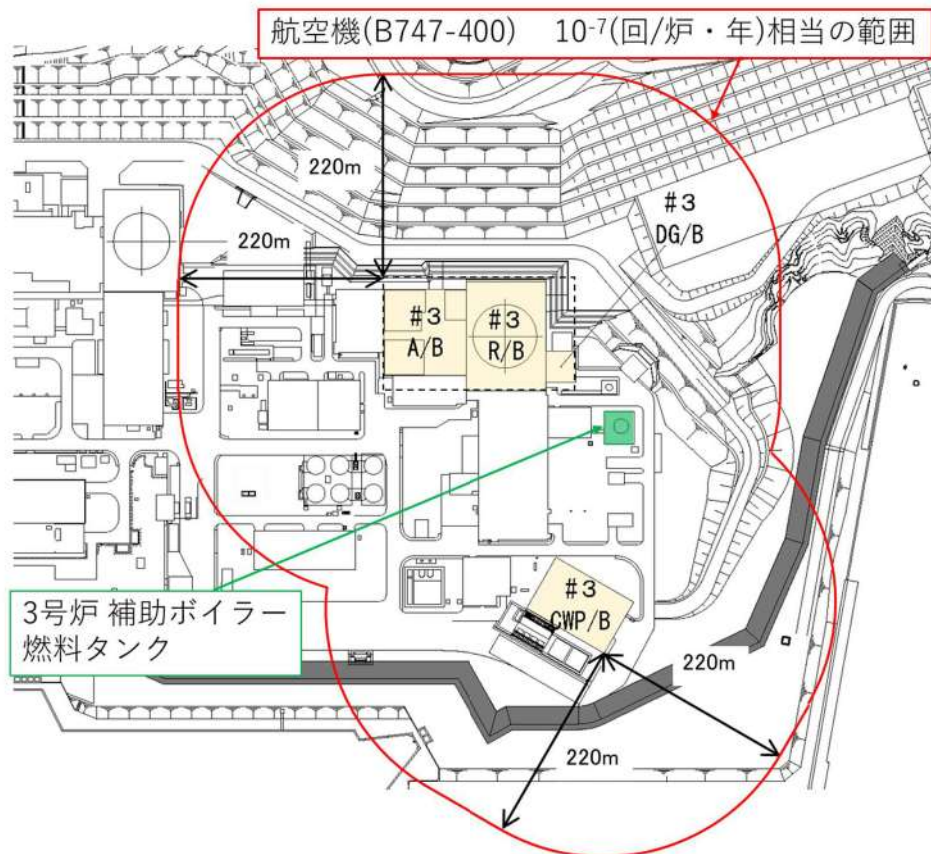 航空機(B747-400) 10⁻⁷(回/炉・年)相当の範囲
220m
220m
#3
DG/B
#3
A/B
#3
R/B
3号炉 補助ボイラー
燃料タンク
#3
CWP/B
220m
220m